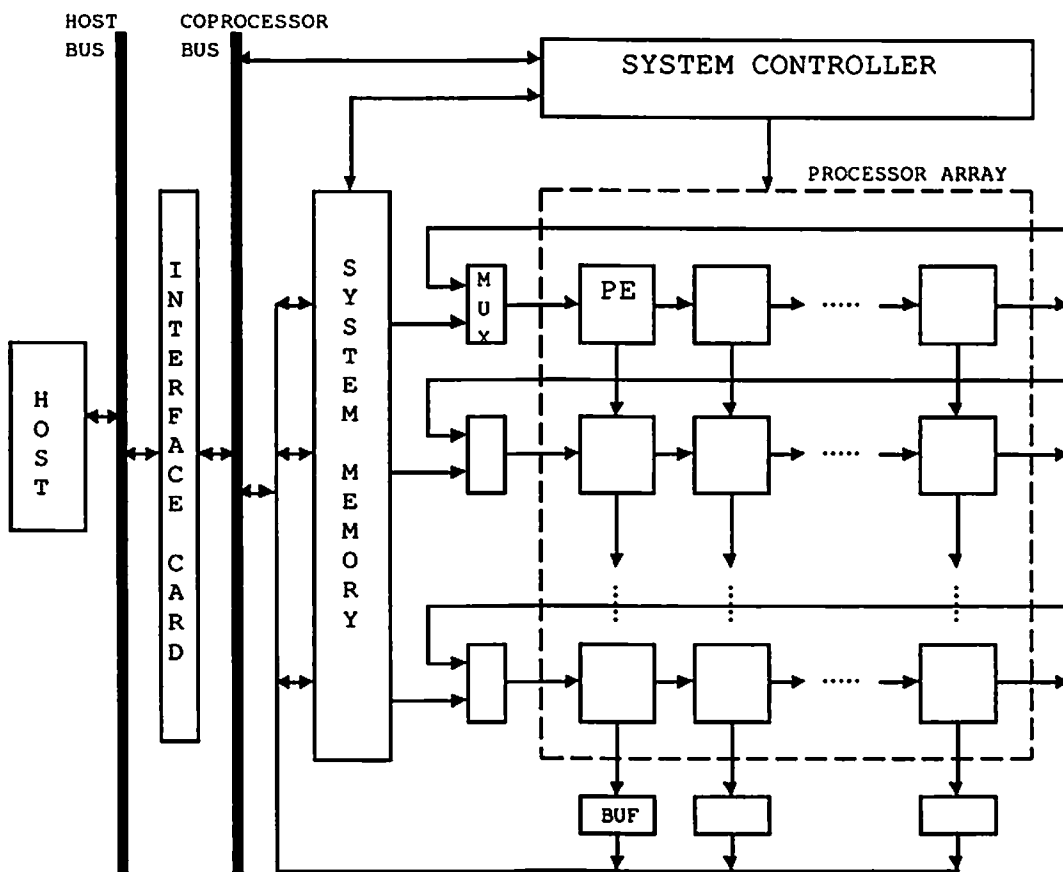 HOST
BUS
COPROCESSOR
BUS
SYSTEM CONTROLLER
PROCESSOR ARRAY
INTERFACE CARD
SYSTEM MEMORY
MUX
PE
HOST
BUF